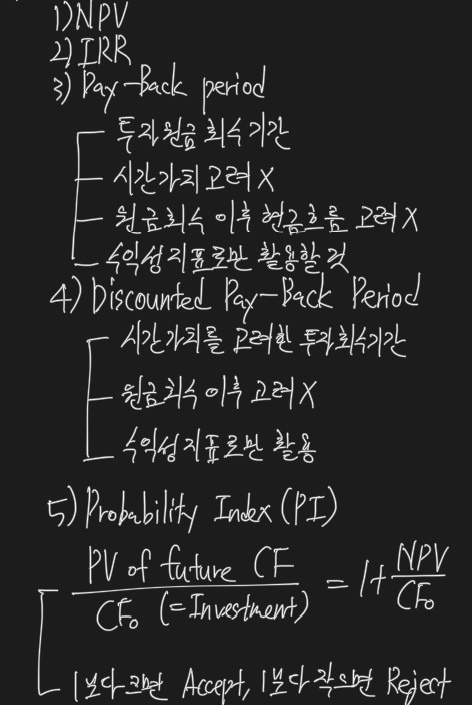 1) NPV
2) IRR
3) Pay-Back period
투자원금 회수기간
시간가치 고려 X
원금회수 이후 현금흐름 고려 X
수익성지표로만 활용할 것
4) Discounted Pay-Back Period
시간가치를 고려한 투자회수기간
원금회수 이후 고려 X
수익성지표로만 활용
5) Probability Index (PI)
PV of future CF / CF₀ (=Investment) = 1+ NPV / CF₀
1보다 크면 Accept, 1보다 작으면 Reject